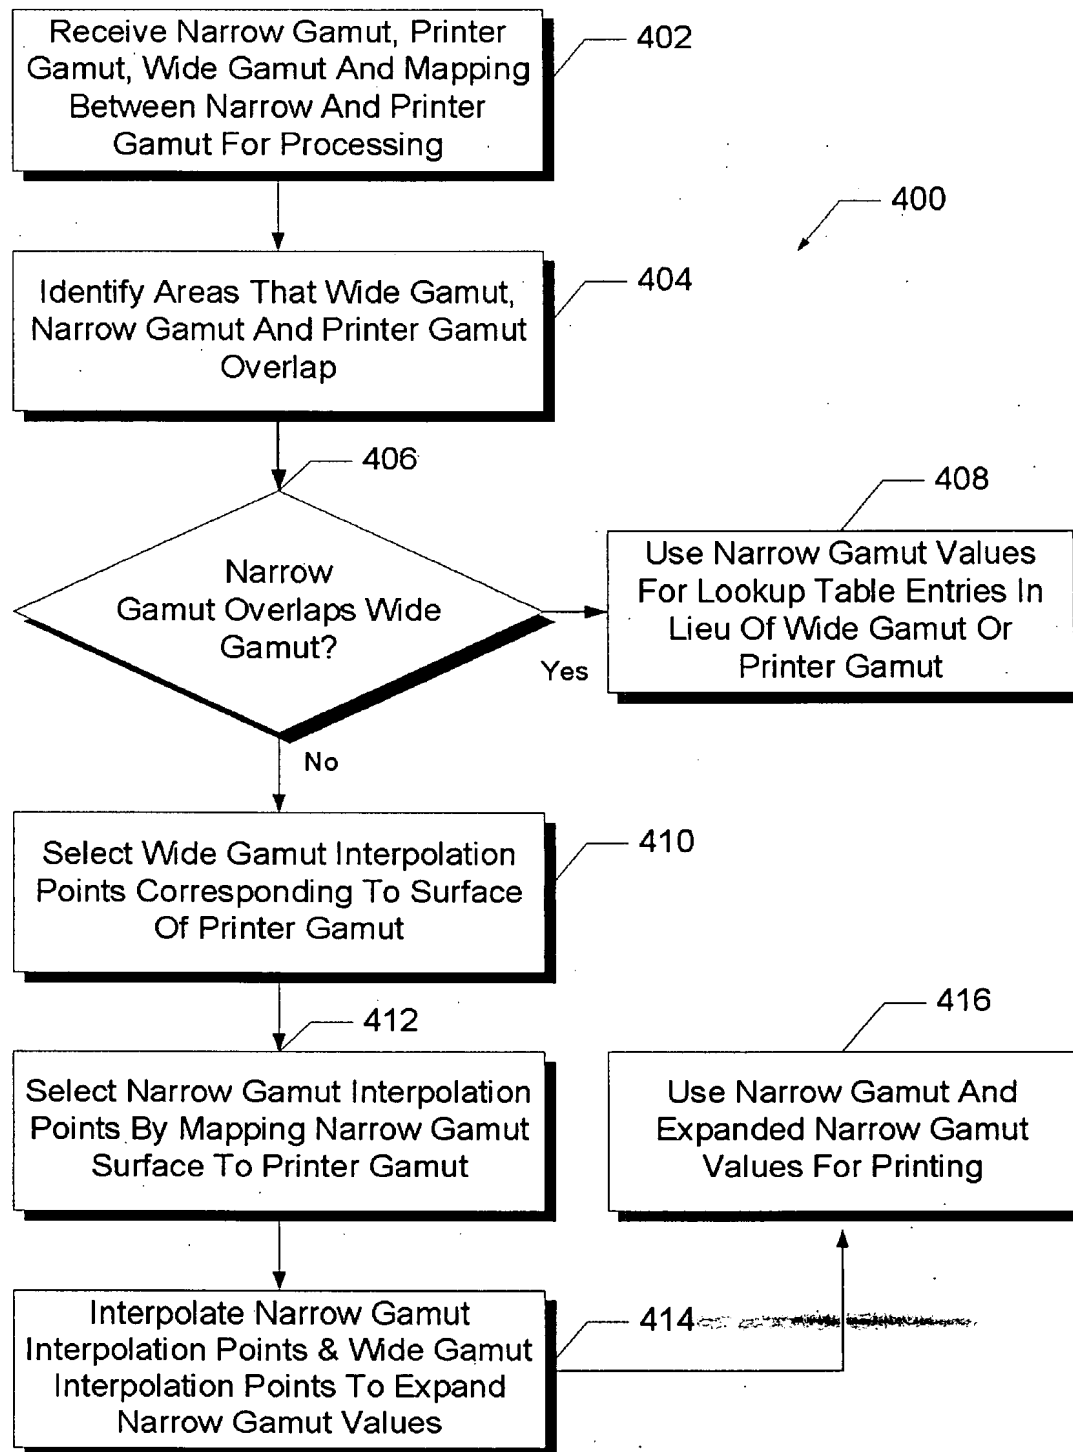 Receive Narrow Gamut, Printer
Gamut, Wide Gamut And Mapping
Between Narrow And Printer
Gamut For Processing
402
400
Identify Areas That Wide Gamut,
Narrow Gamut And Printer Gamut
Overlap
404
406
Narrow
Gamut Overlaps Wide
Gamut?
Yes
No
408
Use Narrow Gamut Values
For Lookup Table Entries In
Lieu Of Wide Gamut Or
Printer Gamut
Select Wide Gamut Interpolation
Points Corresponding To Surface
Of Printer Gamut
410
412
Select Narrow Gamut Interpolation
Points By Mapping Narrow Gamut
Surface To Printer Gamut
416
Use Narrow Gamut And
Expanded Narrow Gamut
Values For Printing
Interpolate Narrow Gamut
Interpolation Points & Wide Gamut
Interpolation Points To Expand
Narrow Gamut Values
414